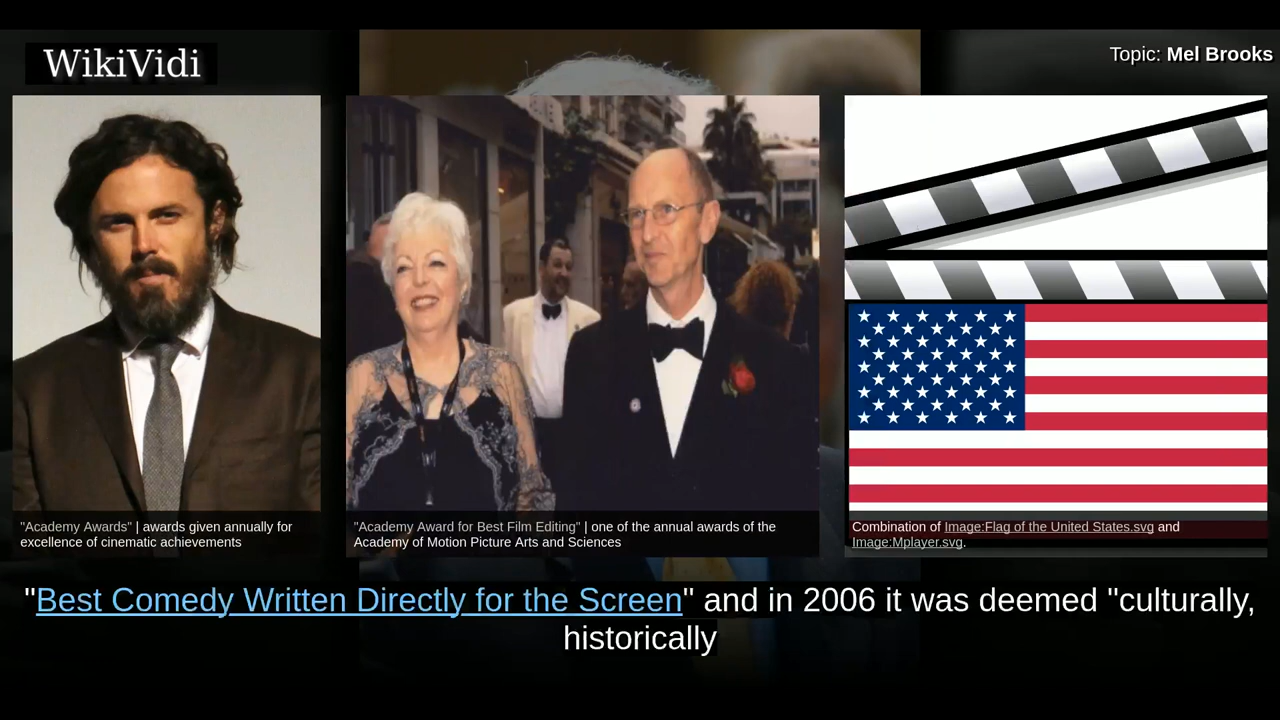 WikiVidi
Topic: Mel Brooks
"Academy Awards" | awards given annually for
excellence of cinematic achievements
"Academy Award for Best Film Editing" | one of the annual awards of the
Academy of Motion Picture Arts and Sciences
Combination of Image:Flag of the United States.svg and
Image:Mplayer.svg.
"Best Comedy Written Directly for the Screen" and in 2006 it was deemed "culturally,
historically